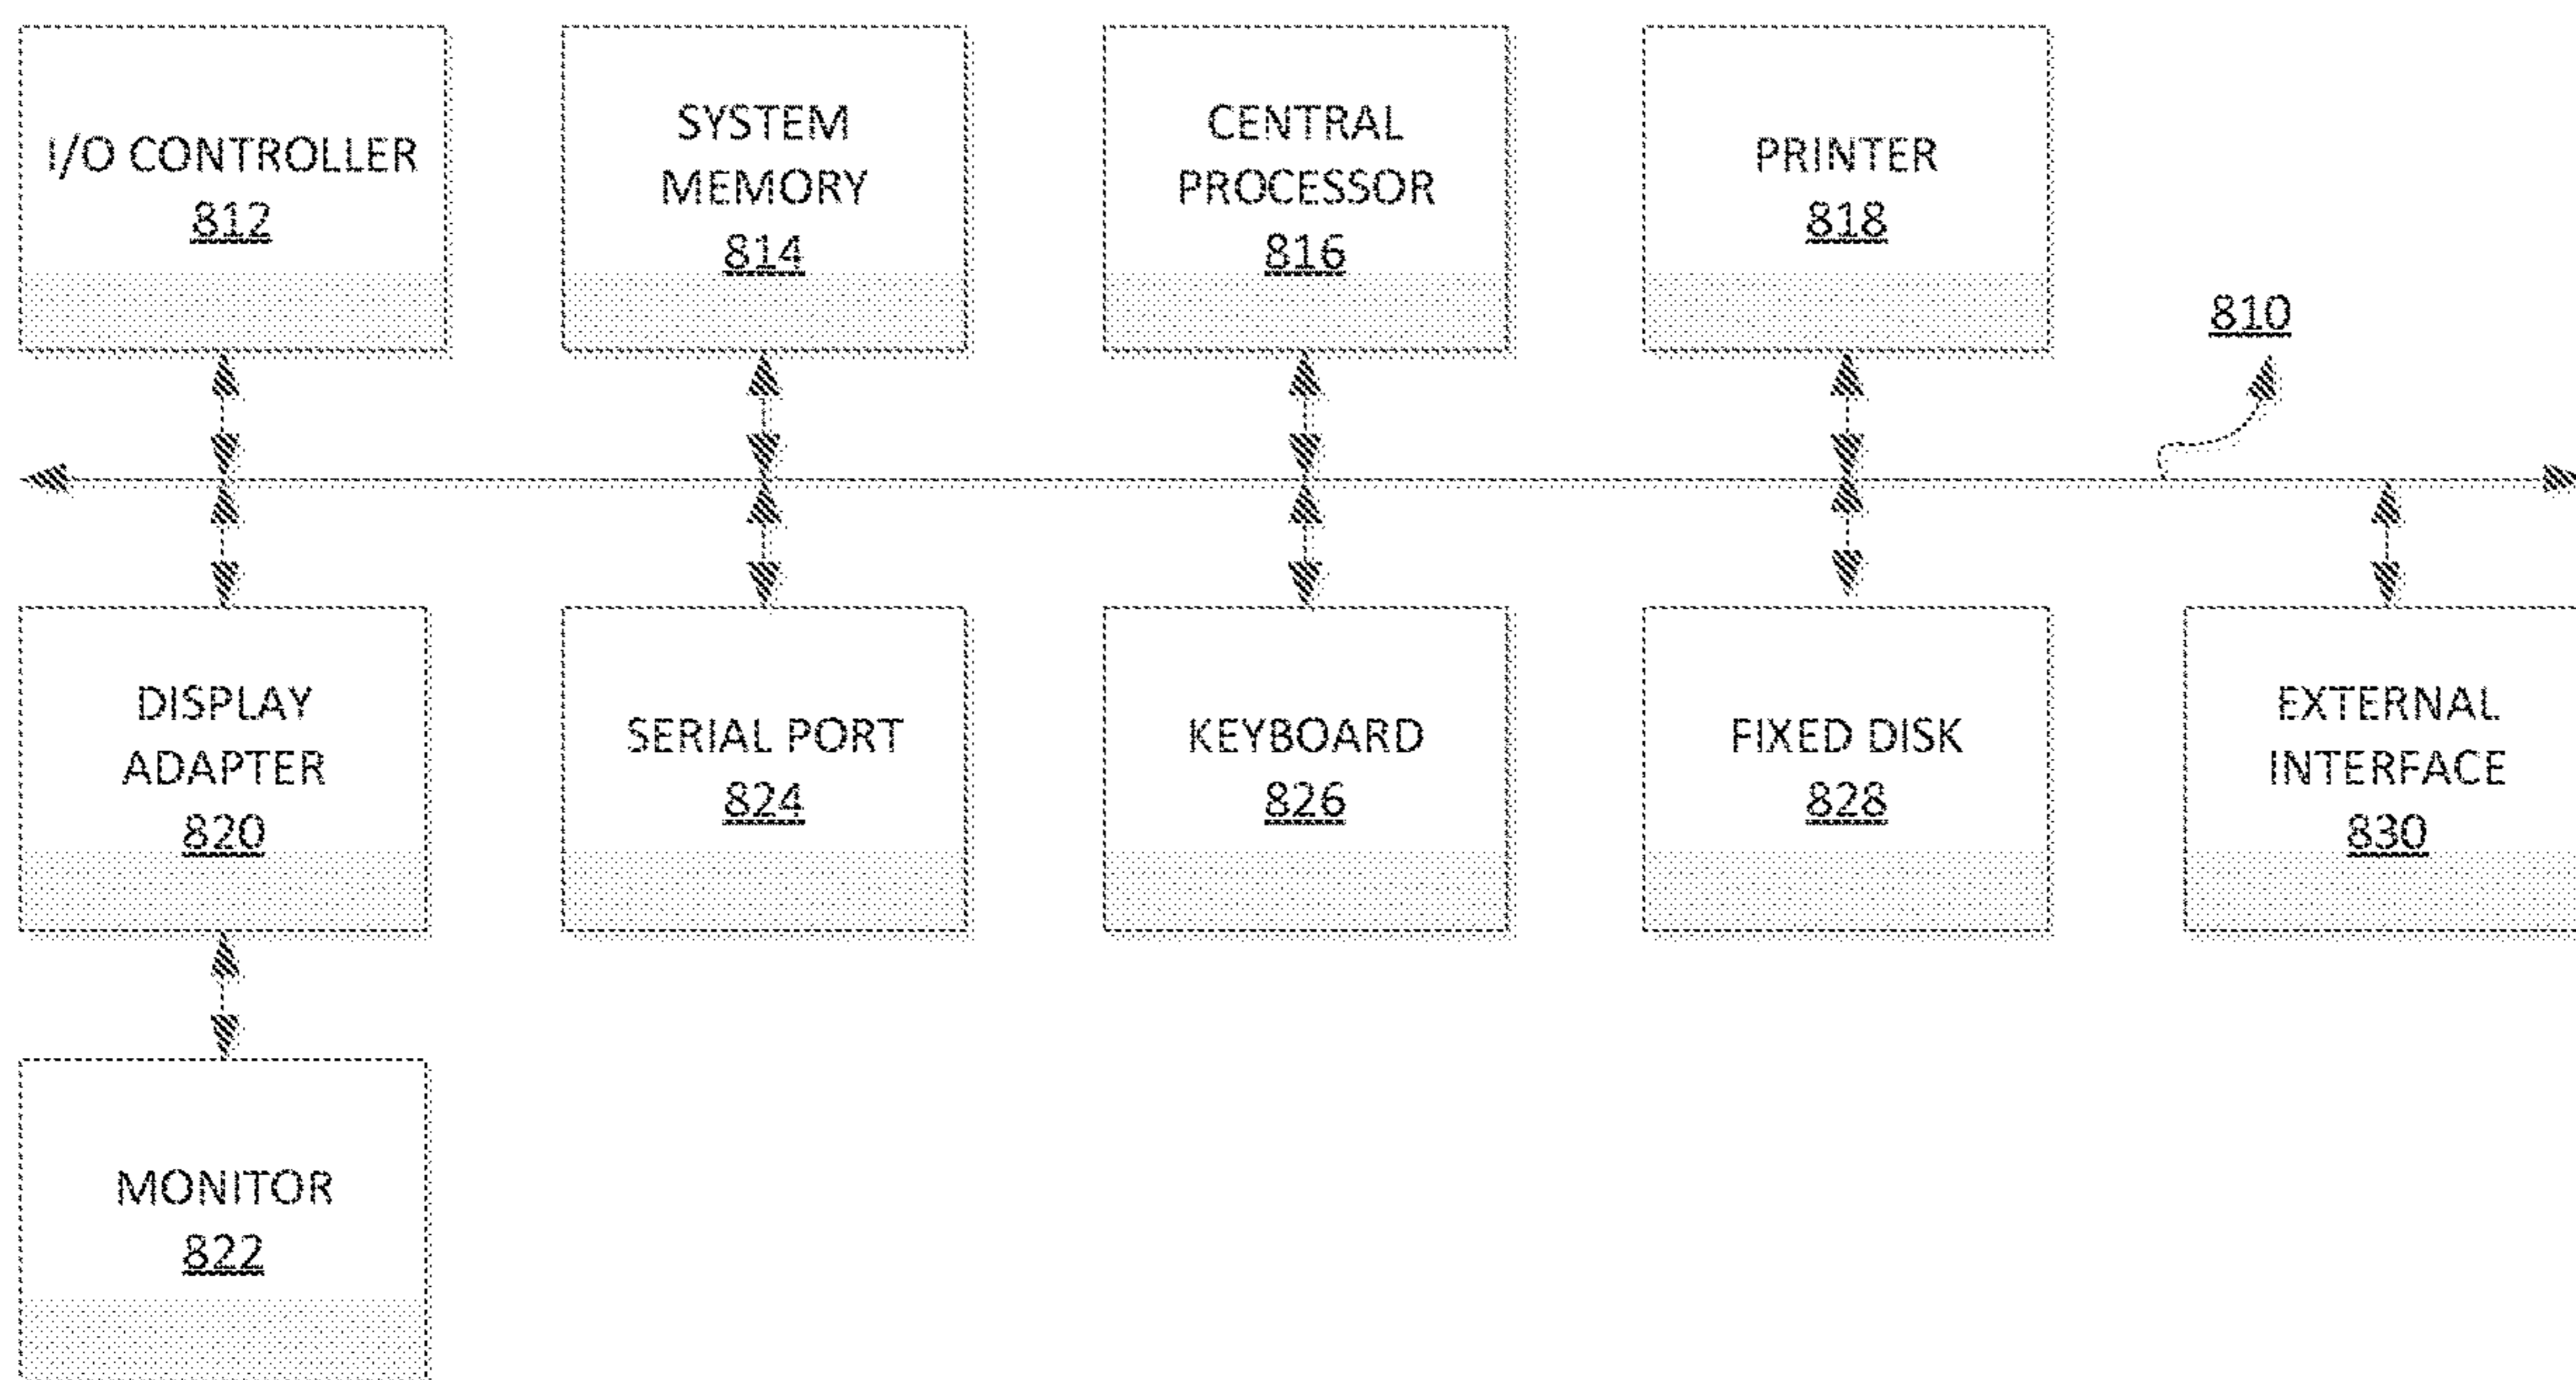 I/O CONTROLLER
812
SYSTEM
MEMORY
814
CENTRAL
PROCESSOR
816
PRINTER
818
810
DISPLAY
ADAPTER
820
SERIAL PORT
824
KEYBOARD
826
FIXED DISK
828
EXTERNAL
INTERFACE
830
MONITOR
822